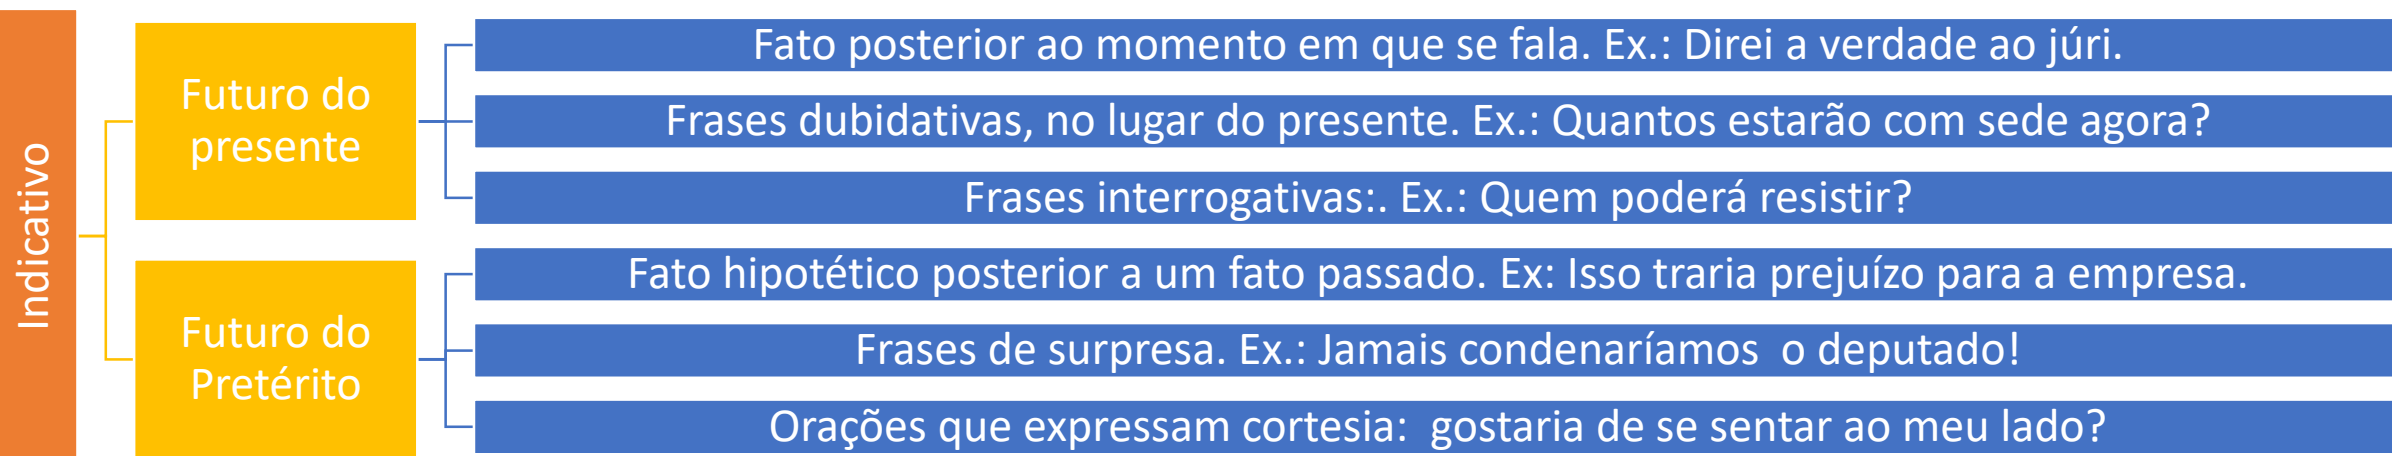 Indicativo
Futuro do
presente
Fato posterior ao momento em que se fala. Ex.: Direi a verdade ao júri.
Frases dubidativas, no lugar do presente. Ex.: Quantos estarão com sede agora?
Frases interrogativas:. Ex.: Quem poderá resistir?
Futuro do
Pretérito
Fato hipotético posterior a um fato passado. Ex: Isso traria prejuízo para a empresa.
Frases de surpresa. Ex.: Jamais condenaríamos  o deputado!
Orações que expressam cortesia:  gostaria de se sentar ao meu lado?